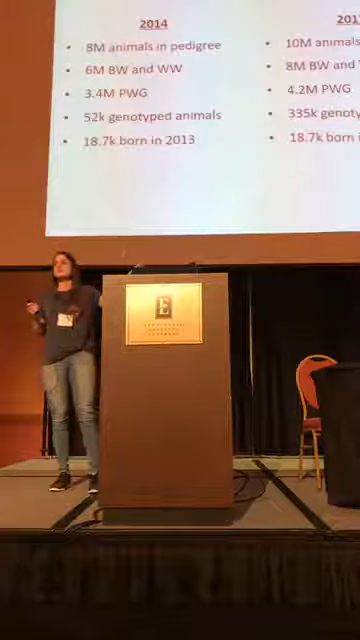 2014
• 8M animals in pedigree
• 6M BW and WW
• 3.4M PWG
• 52k genotyped animals
• 18.7k born in 2013
201
• 10M animals
• 8M BW and
• 4.2M PWG
• 335k genoty
• 18.7k born i
E